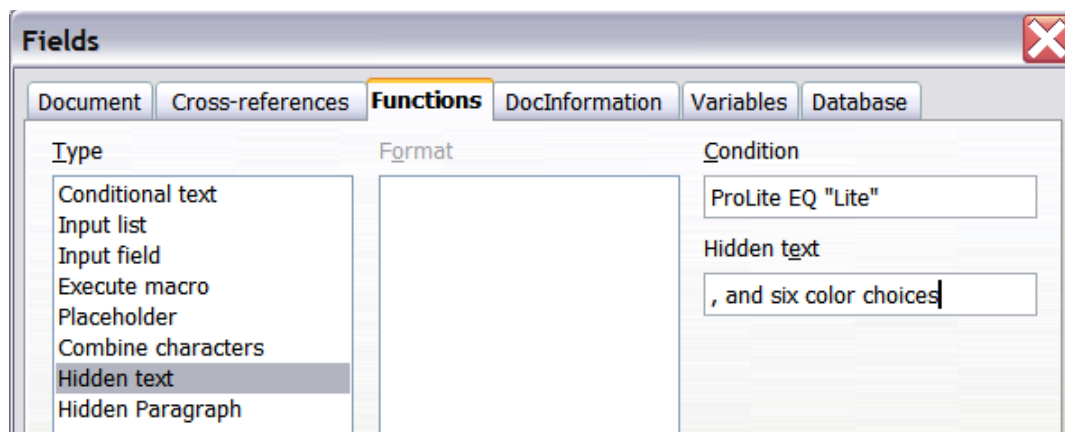 Fields
Document Cross-references Functions DocInformation Variables Database
Type Format Condition
Conditional text
Input list
Input field
Execute macro
Placeholder
Combine characters
Hidden text
Hidden Paragraph
ProLite EQ "Lite"
Hidden text
, and six color choices